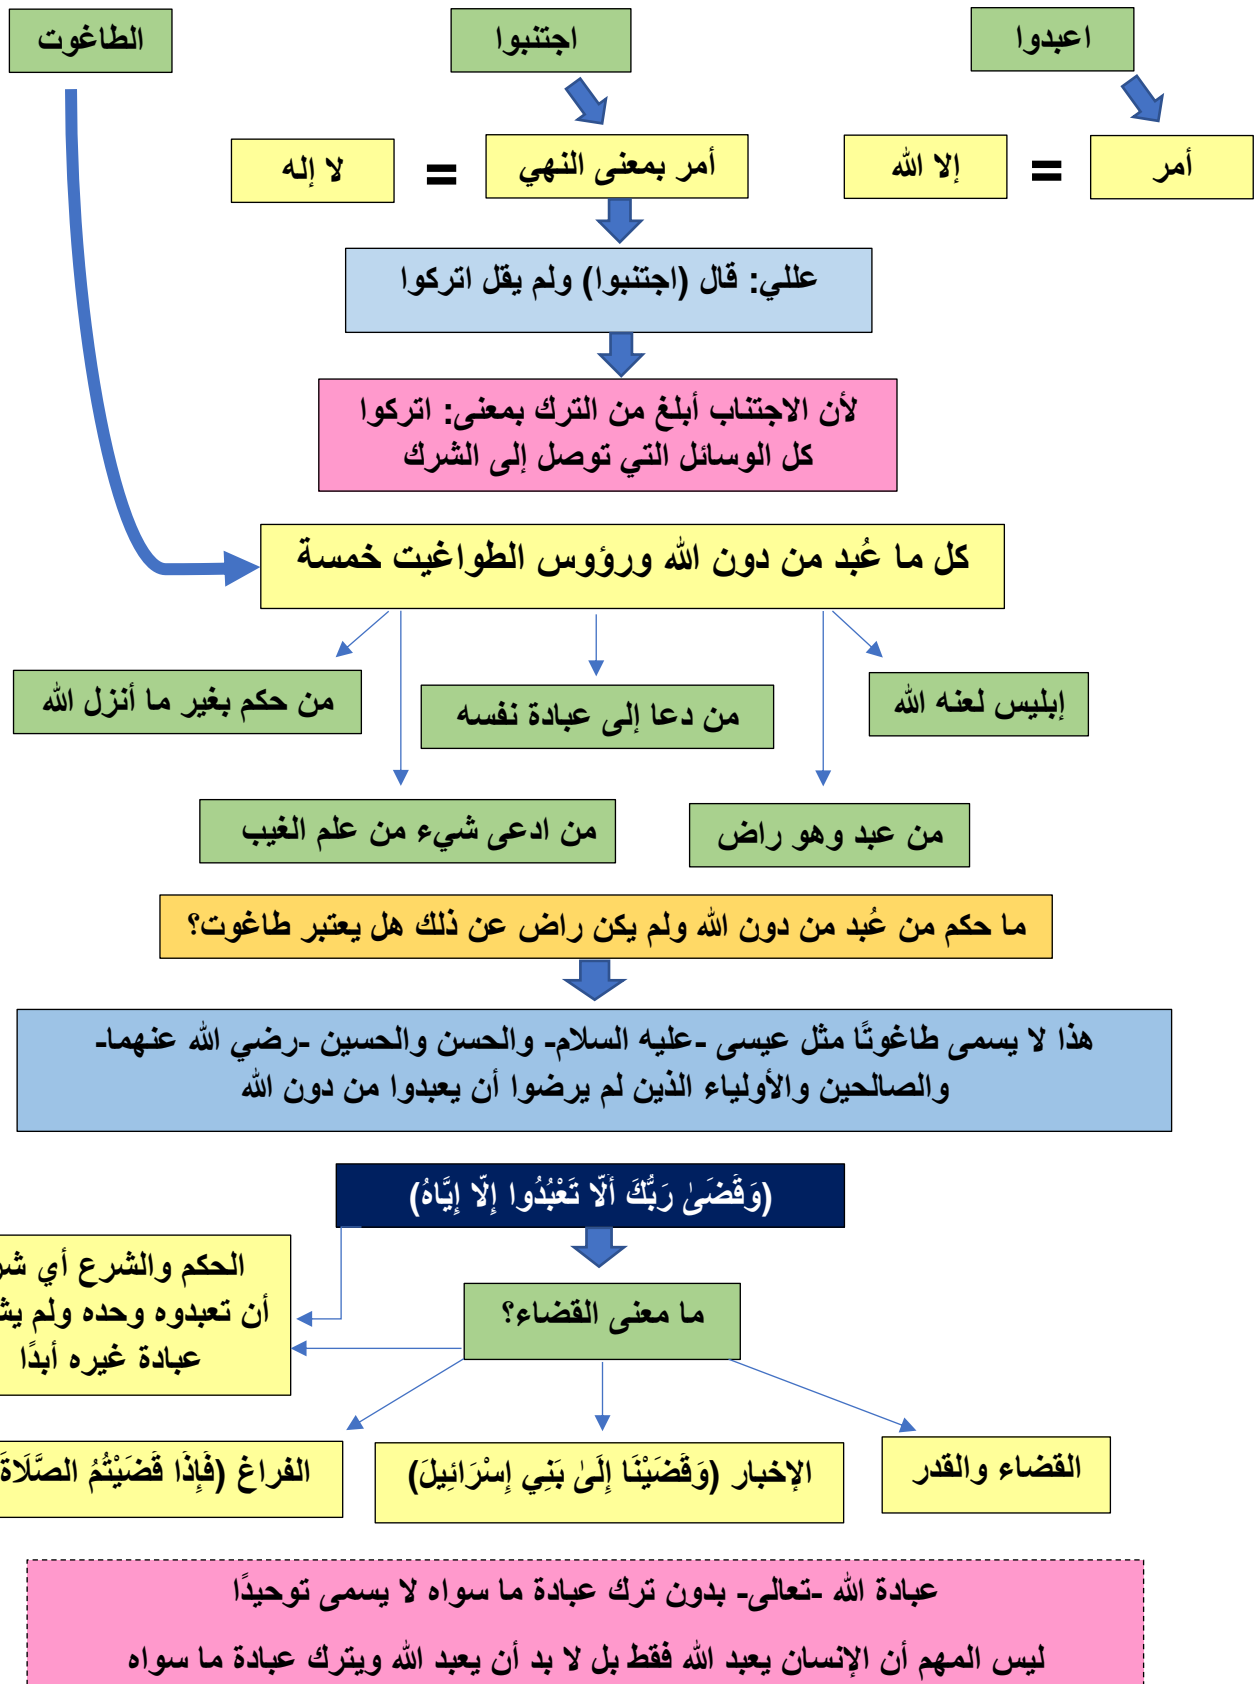 اعبدوا
اجتنبوا
الطاغوت
أمر
=
إلا الله
أمر بمعنى النهي
=
لا إله
عللي: قال (اجتنبوا) ولم يقل اتركوا
لأن الاجتناب أبلغ من الترك بمعنى: اتركوا
كل الوسائل التي توصل إلى الشرك
كل ما عُبد من دون الله ورؤوس الطواغيت خمسة
إبليس لعنه الله
من دعا إلى عبادة نفسه
من حكم بغير ما أنزل الله
من عبد وهو راض
من ادعى شيء من علم الغيب
ما حكم من عُبد من دون الله ولم يكن راض عن ذلك هل يعتبر طاغوت؟
هذا لا يسمى طاغوتًا مثل عيسى -عليه السلام- والحسن والحسين -رضي الله عنهما-
والصالحين والأولياء الذين لم يرضوا أن يعبدوا من دون الله
(وَقَضَىٰ رَبُّكَ أَلَّا تَعْبُدُوا إِلَّا إِيَّاهُ)
الحكم والشرع أي
أن تعبدوه وحده ولم
عبادة غيره أبدًا
ما معنى القضاء؟
القضاء والقدر
الإخبار (وَقَضَيْنَا إِلَىٰ بَنِي إِسْرَائِيلَ)
الفراغ (فَإِذَا قَضَيْتُمُ الصَّلَاةَ
عبادة الله -تعالى- بدون ترك عبادة ما سواه لا يسمى توحيدًا
ليس المهم أن الإنسان يعبد الله فقط بل لا بد أن يعبد الله ويترك عبادة ما سواه